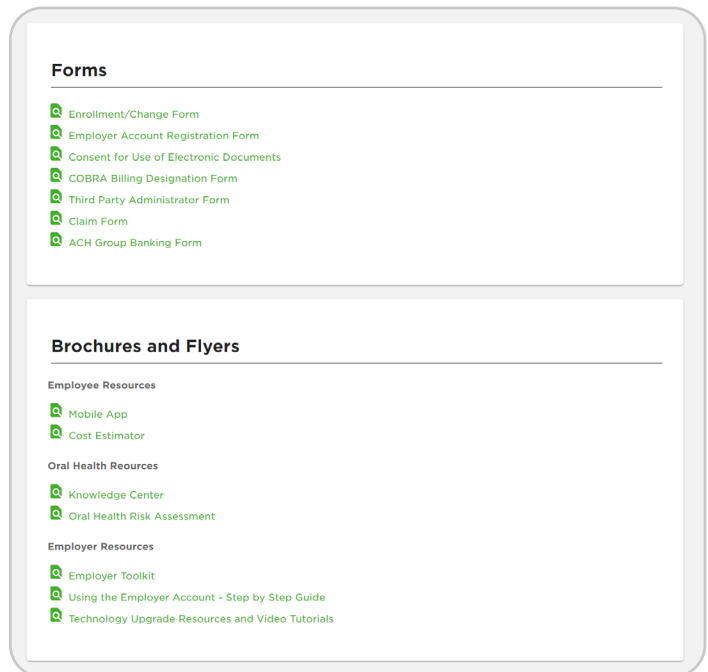 Forms
Enrollment/Change Form
Employer Account Registration Form
Consent for Use of Electronic Documents
COBRA Billing Designation Form
Third Party Administrator Form
Claim Form
ACH Group Banking Form
Brochures and Flyers
Employee Resources
Mobile App
Cost Estimator
Oral Health Reources
Knowledge Center
Oral Health Risk Assessment
Employer Resources
Employer Toolkit
Using the Employer Account - Step by Step Guide
Technology Upgrade Resources and Video Tutorials